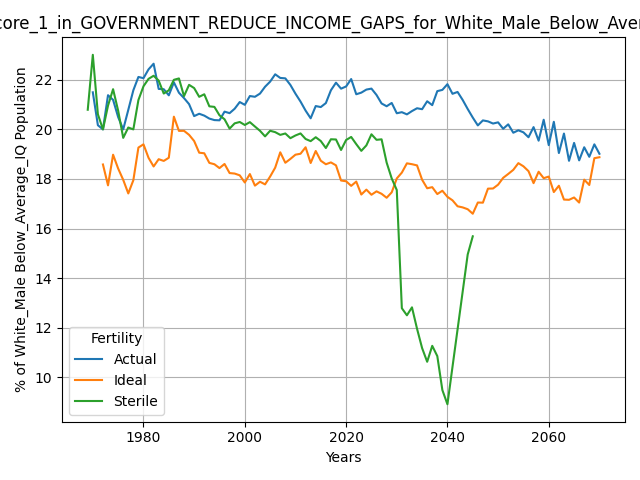 core_1_in_GOVERNMENT_REDUCE_INCOME_GAPS_for_White_Male_Below_Aver
% of White_Male Below_Average_IQ Population
22
20
18
16
14
12
10
Fertility
Actual
Ideal
Sterile
1980 2000 2020 2040 2060
Years